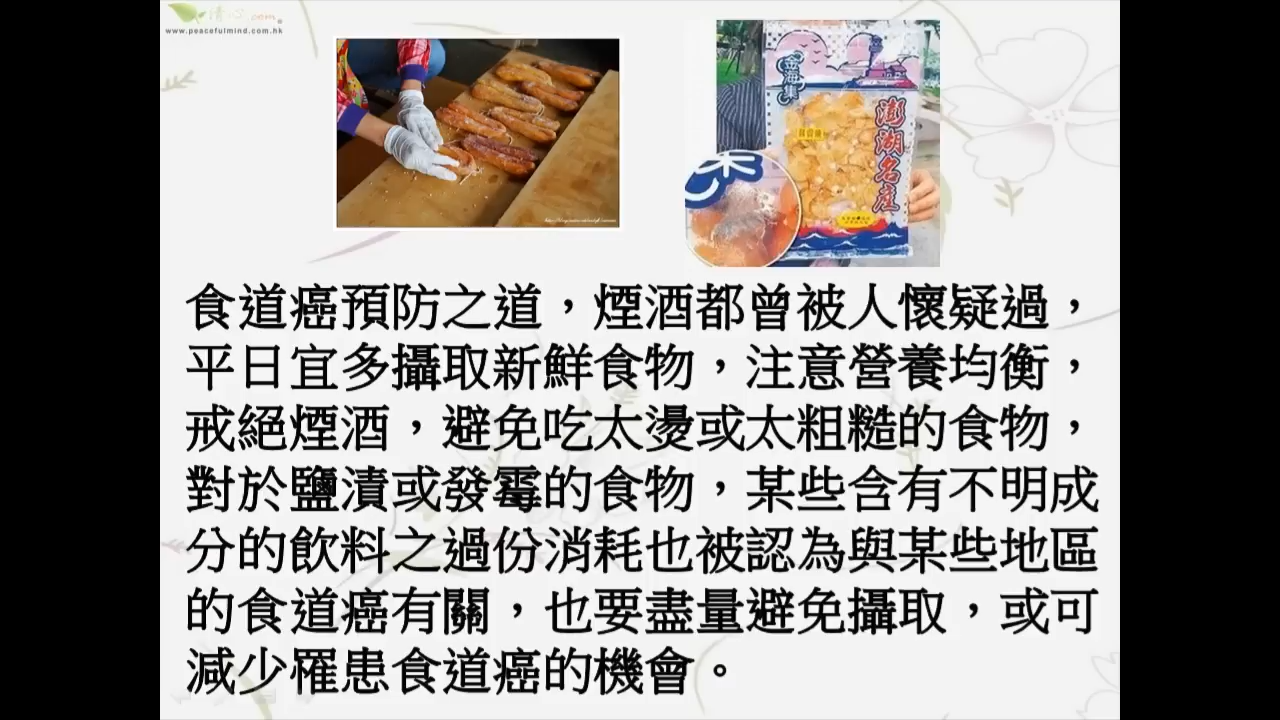 清心.com
www.peacefulmind.com.hk
金海集
澎湖名產
食道癌預防之道，煙酒都曾被人懷疑過，
平日宜多攝取新鮮食物，注意營養均衡，
戒絕煙酒，避免吃太燙或太粗糙的食物，
對於鹽漬或發霉的食物，某些含有不明成
分的飲料之過份消耗也被認為與某些地區
的食道癌有關，也要盡量避免攝取，或可
減少罹患食道癌的機會。